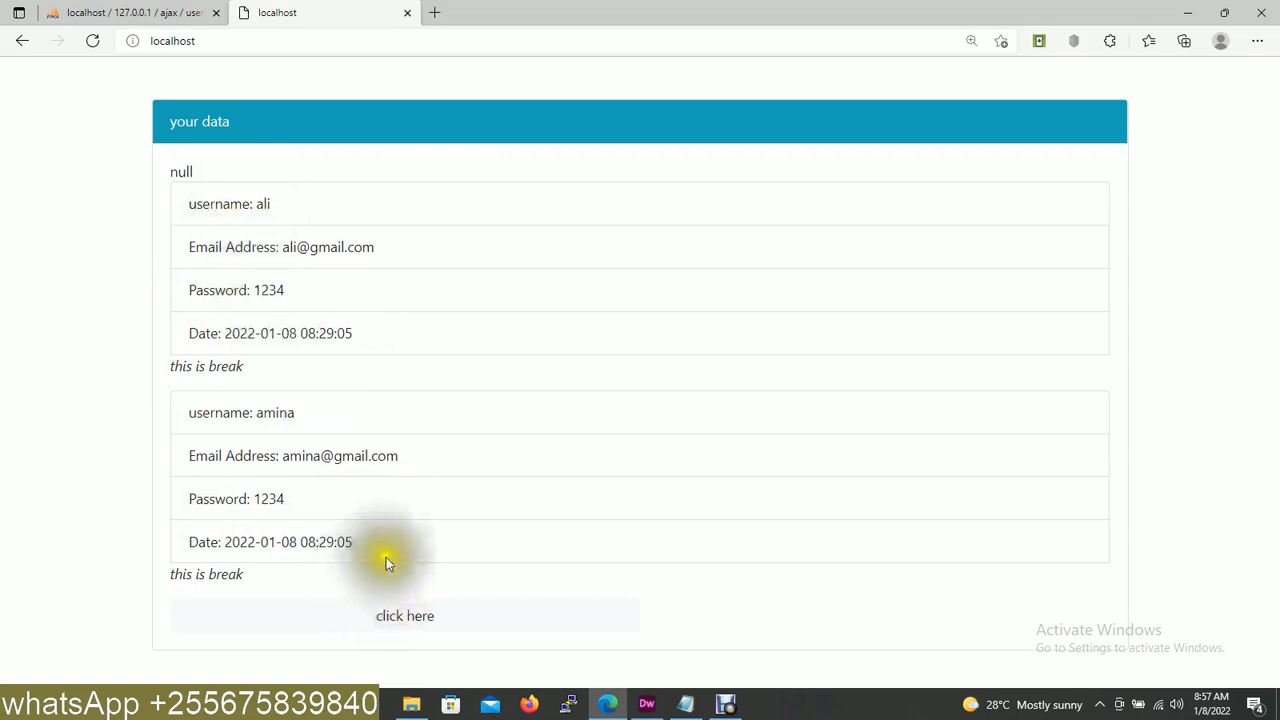 localhost / 127.0.0.1 / ajax / user
localhost
localhost
your data
null
username: ali
Email Address: ali@gmail.com
Password: 1234
Date: 2022-01-08 08:29:05
this is break
username: amina
Email Address: amina@gmail.com
Password: 1234
Date: 2022-01-08 08:29:05
this is break
click here
Activate Windows
Go to Settings to activate Windows.
whatsApp +255675839840
Dw
28°C Mostly sunny
8:57 AM
1/8/2022
4